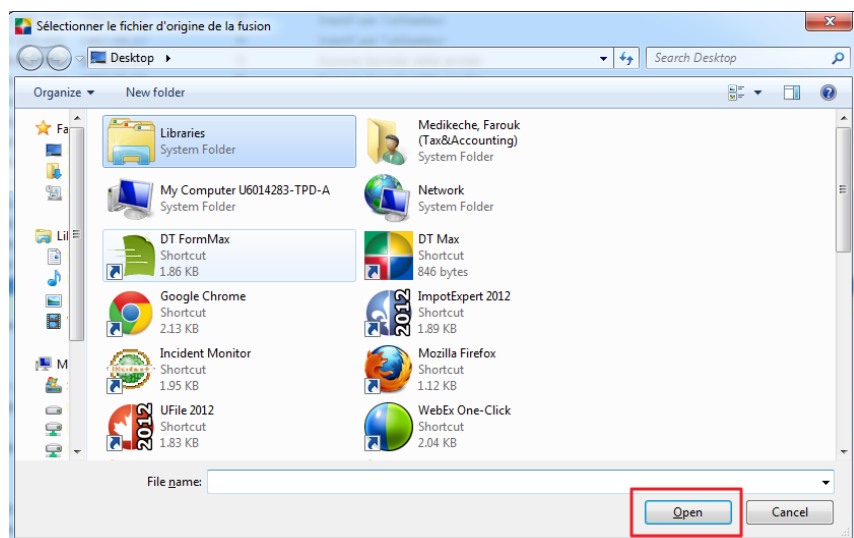 Sélectionner le fichier d'origine de la fusion
Desktop
Search Desktop
Organize
New folder
Fa
Libraries
System Folder
Medikeche, Farouk
(Tax&Accounting)
System Folder
My Computer U6014283-TPD-A
System Folder
Network
System Folder
Lil
DT FormMax
Shortcut
1.86 KB
DT Max
Shortcut
846 bytes
Google Chrome
Shortcut
2.13 KB
2012
ImpotExpert 2012
Shortcut
1.89 KB
M
Incident Monitor
Shortcut
1.95 KB
Mozilla Firefox
Shortcut
1.12 KB
2012
UFile 2012
Shortcut
1.83 KB
WebEx One-Click
Shortcut
2.04 KB
File name:
Open
Cancel